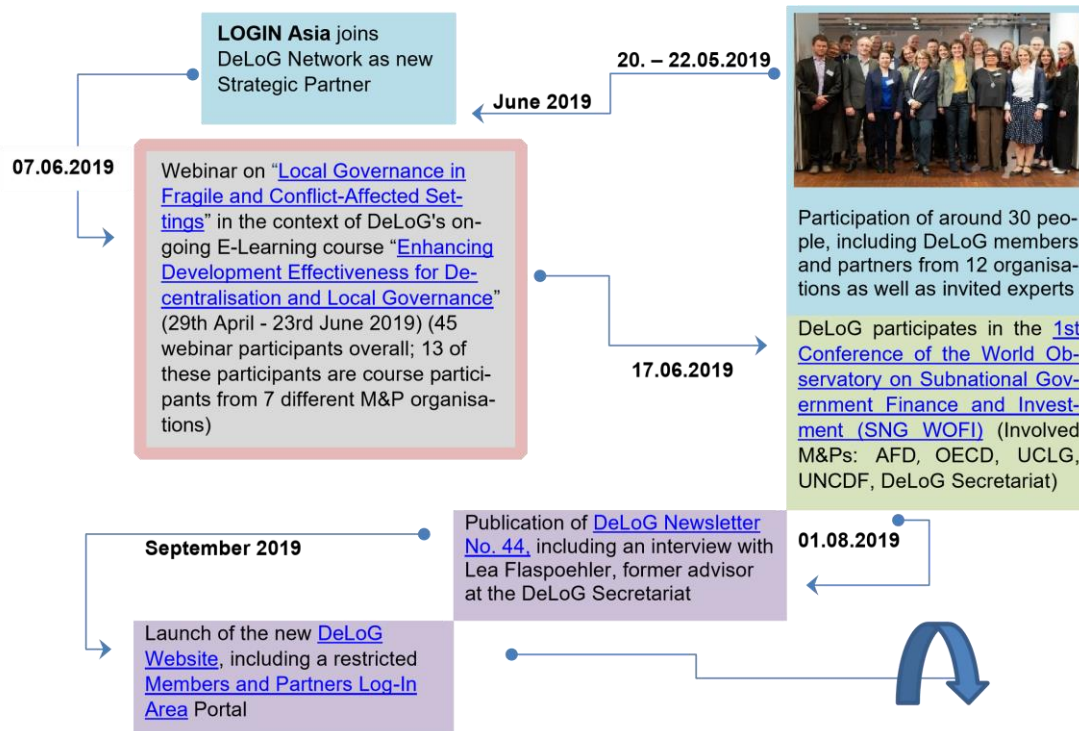 LOGIN Asia joins
DeLoG Network as new
Strategic Partner
20. – 22.05.2019
June 2019
07.06.2019
Webinar on “Local Governance in
Fragile and Conflict-Affected Set-
tings” in the context of DeLoG's on-
going E-Learning course “Enhancing
Development Effectiveness for De-
centralisation and Local Governance”
(29th April - 23rd June 2019) (45
webinar participants overall; 13 of
these participants are course partici-
pants from 7 different M&P organisa-
tions)
Participation of around 30 peo-
ple, including DeLoG members
and partners from 12 organisa-
tions as well as invited experts
17.06.2019
DeLoG participates in the 1st
Conference of the World Ob-
servatory on Subnational Gov-
ernment Finance and Invest-
ment (SNG WOFI) (Involved
M&Ps: AFD, OECD, UCLG,
UNCDF, DeLoG Secretariat)
01.08.2019
Publication of DeLoG Newsletter
No. 44, including an interview with
Lea Flaspoehler, former advisor
at the DeLoG Secretariat
September 2019
Launch of the new DeLoG
Website, including a restricted
Members and Partners Log-In
Area Portal